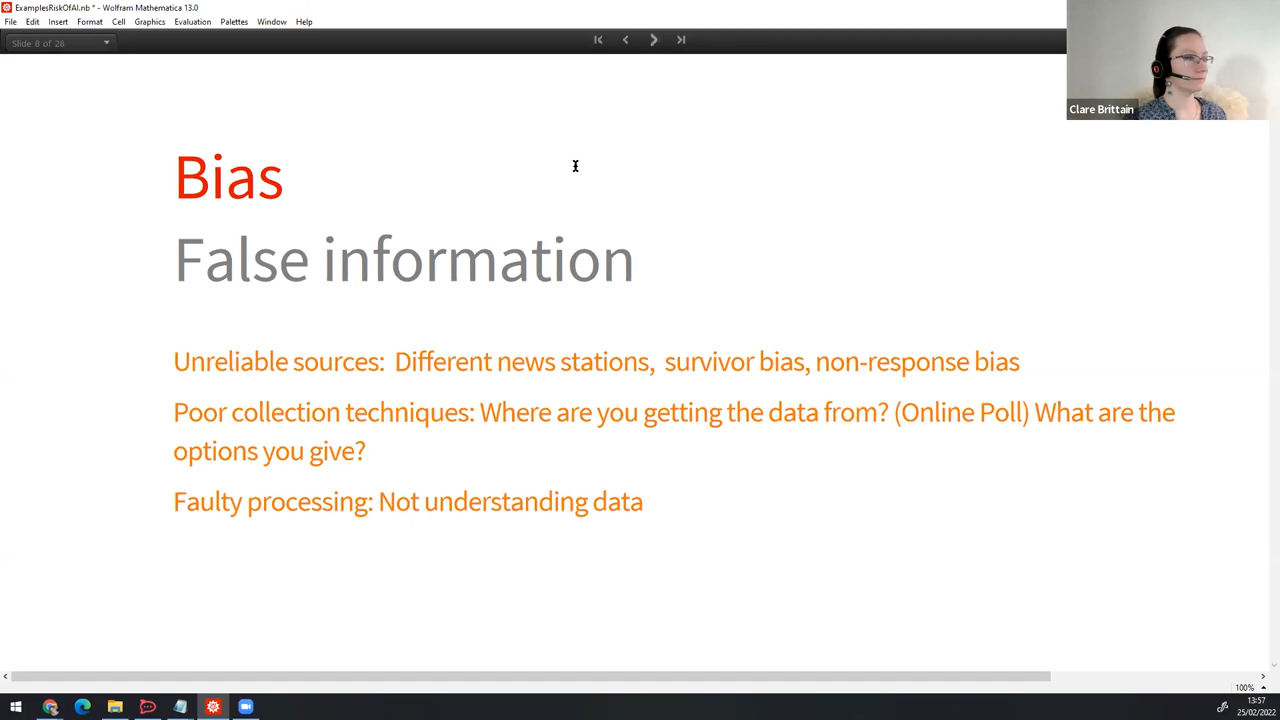 ExamplesRiskOfAI.nb * - Wolfram Mathematica 13.0
File Edit Insert Format Cell Graphics Evaluation Palettes Window Help
Slide 8 of 28
Clare Brittain
Bias
False information
Unreliable sources: Different news stations, survivor bias, non-response bias
Poor collection techniques: Where are you getting the data from? (Online Poll) What are the
options you give?
Faulty processing: Not understanding data
100%
13:57
25/02/2022